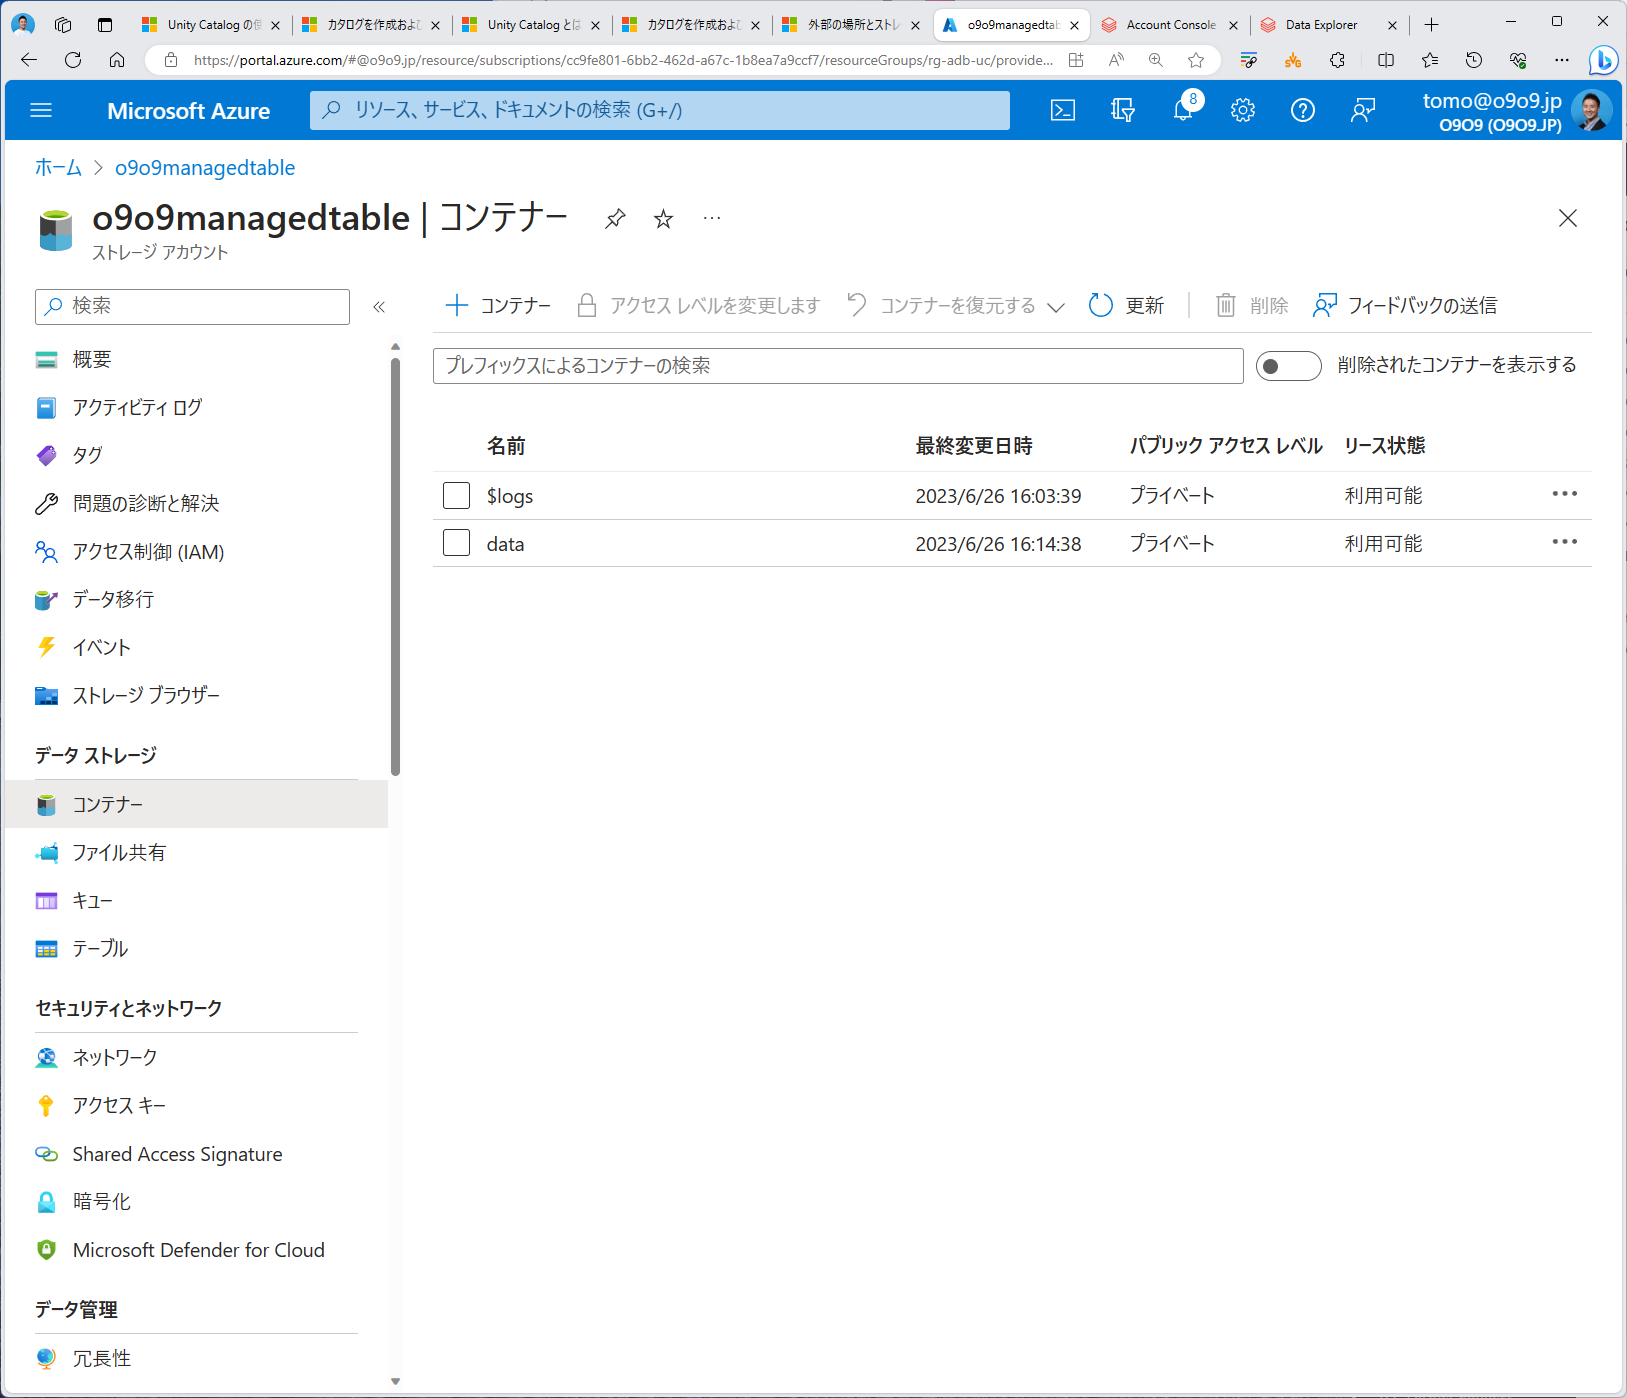 Unity Catalog の使
カタログを作成および
Unity Catalog とは
カタログを作成および
外部の場所とストレ
o9o9managedtab
Account Console
Data Explorer
https://portal.azure.com/#@o9o9.jp/resource/subscriptions/cc9fe801-6bb2-462d-a67c-1b8ea7a9ccf7/resourceGroups/rg-adb-uc/provide...
Microsoft Azure
リソース、サービス、ドキュメントの検索 (G+/)
8
tomo@o9o9.jp
O9O9 (O9O9.JP)
ホーム > o9o9managedtable
o9o9managedtable | コンテナー
ストレージ アカウント
検索
コンテナー
アクセス レベルを変更します
コンテナーを復元する
更新
削除
フィードバックの送信
プレフィックスによるコンテナーの検索
削除されたコンテナーを表示する
名前 最終変更日時 パブリック アクセス レベル リース状態
$logs 2023/6/26 16:03:39 プライベート 利用可能
data 2023/6/26 16:14:38 プライベート 利用可能
概要
アクティビティ ログ
タグ
問題の診断と解決
アクセス制御 (IAM)
データ移行
イベント
ストレージ ブラウザー
データ ストレージ
コンテナー
ファイル共有
キュー
テーブル
セキュリティとネットワーク
ネットワーク
アクセス キー
Shared Access Signature
暗号化
Microsoft Defender for Cloud
データ管理
冗長性